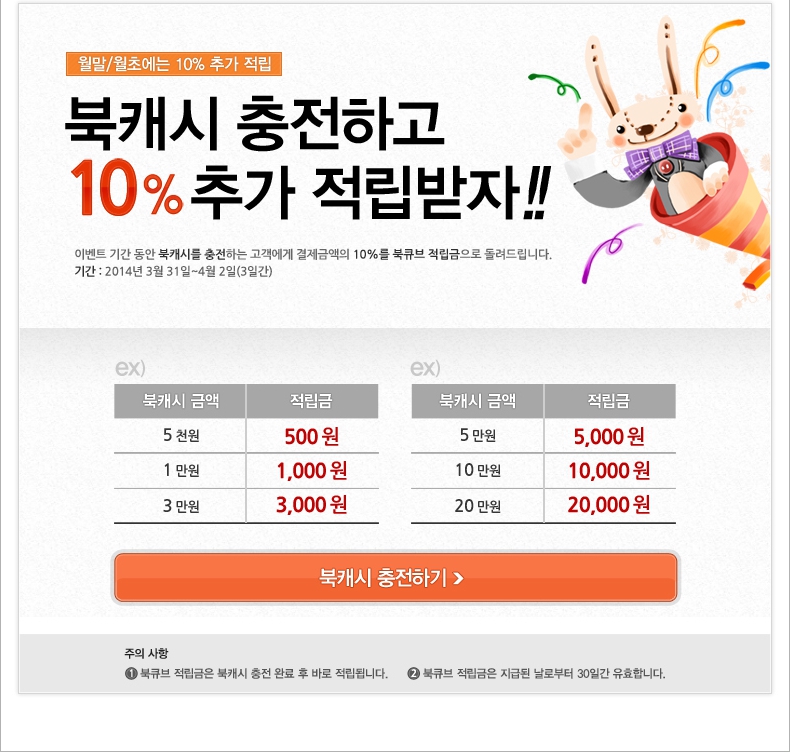 월말/월초에는 10% 추가 적립
북캐시 충전하고
10% 추가 적립받자!!
이벤트 기간 동안 북캐시를 충전하는 고객에게 결제금액의 10%를 북큐브 적립금으로 돌려드립니다.
기간 : 2014년 3월 31일~4월 2일(3일간)
ex)
북캐시 금액 적립금
5 천원 500 원
1 만원 1,000 원
3 만원 3,000 원
ex)
북캐시 금액 적립금
5 만원 5,000 원
10 만원 10,000 원
20 만원 20,000 원
북캐시 충전하기 >
주의 사항
① 북큐브 적립금은 북캐시 충전 완료 후 바로 적립됩니다.
② 북큐브 적립금은 지급된 날로부터 30일간 유효합니다.